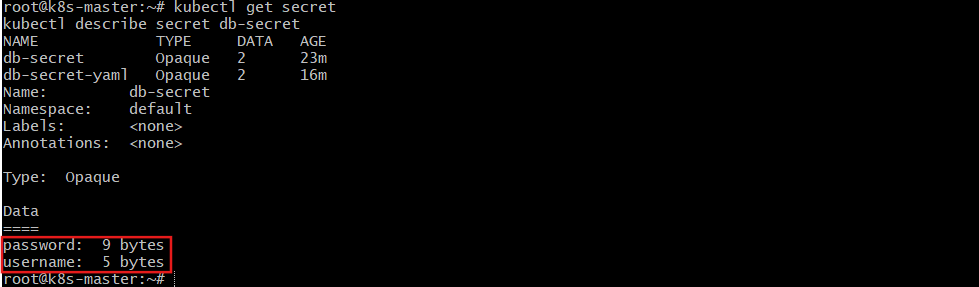 root@k8s-master:~# kubectl get secret
kubectl describe secret db-secret
NAME             TYPE     DATA   AGE
db-secret        Opaque   2      23m
db-secret-yaml   Opaque   2      16m
Name:         db-secret
Namespace:    default
Labels:       <none>
Annotations:  <none>

Type:  Opaque

Data
====
password:  9 bytes
username:  5 bytes
root@k8s-master:~#